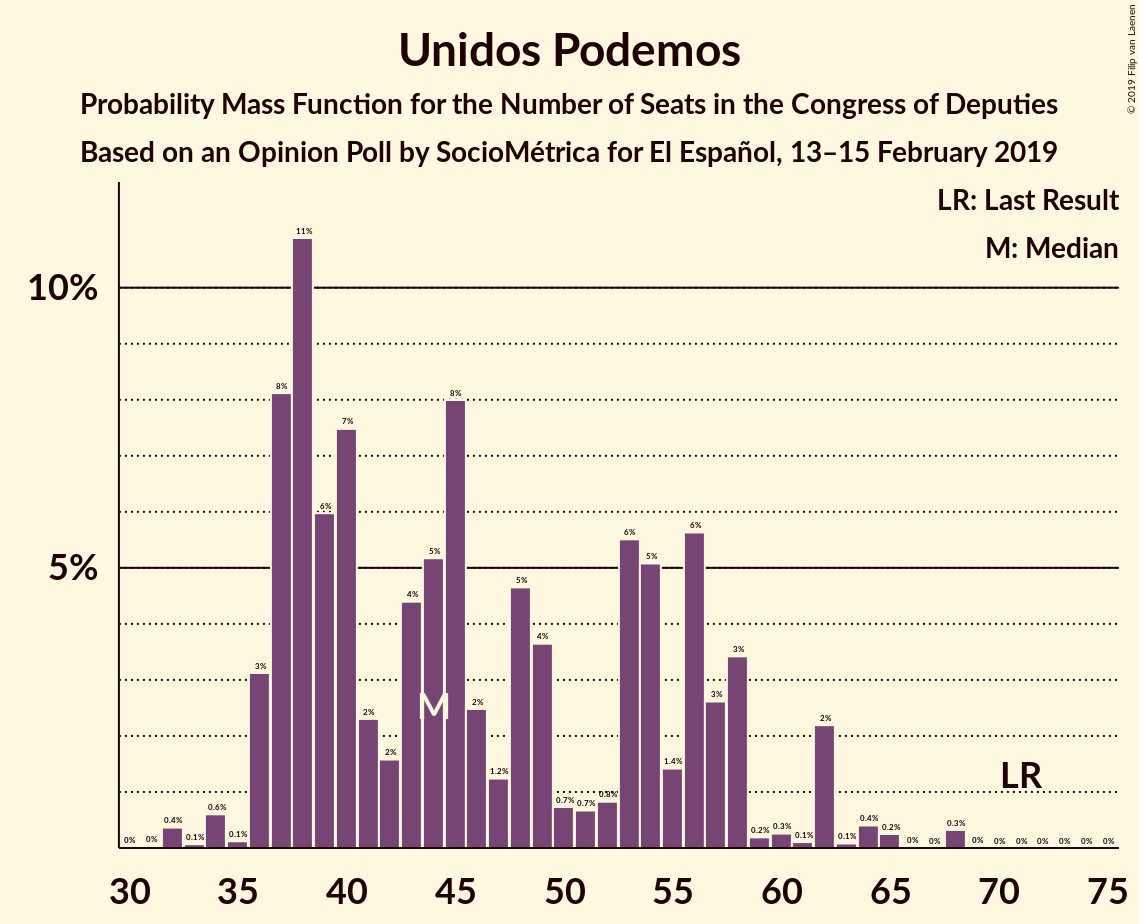 Unidos Podemos
Probability Mass Function for the Number of Seats in the Congress of Deputies
Based on an Opinion Poll by SocioMétrica for El Español, 13–15 February 2019
© 2019 Filip van Laenen
LR: Last Result
M: Median
10%
5%
0% 0% 0.4% 0.1% 0.6% 0.1% 3% 8% 11% 6% 7% 2% 2% 4% 5% 8% 2% 1.2% 5% 4% 0.7% 0.7% 0.8% 6% 5% 1.4% 6% 3% 3% 0.2% 0.3% 0.1% 2% 0.1% 0.4% 0.2% 0% 0% 0.3% 0% 0% 0% 0% 0% 0% 0%
M
LR
30 35 40 45 50 55 60 65 70 75